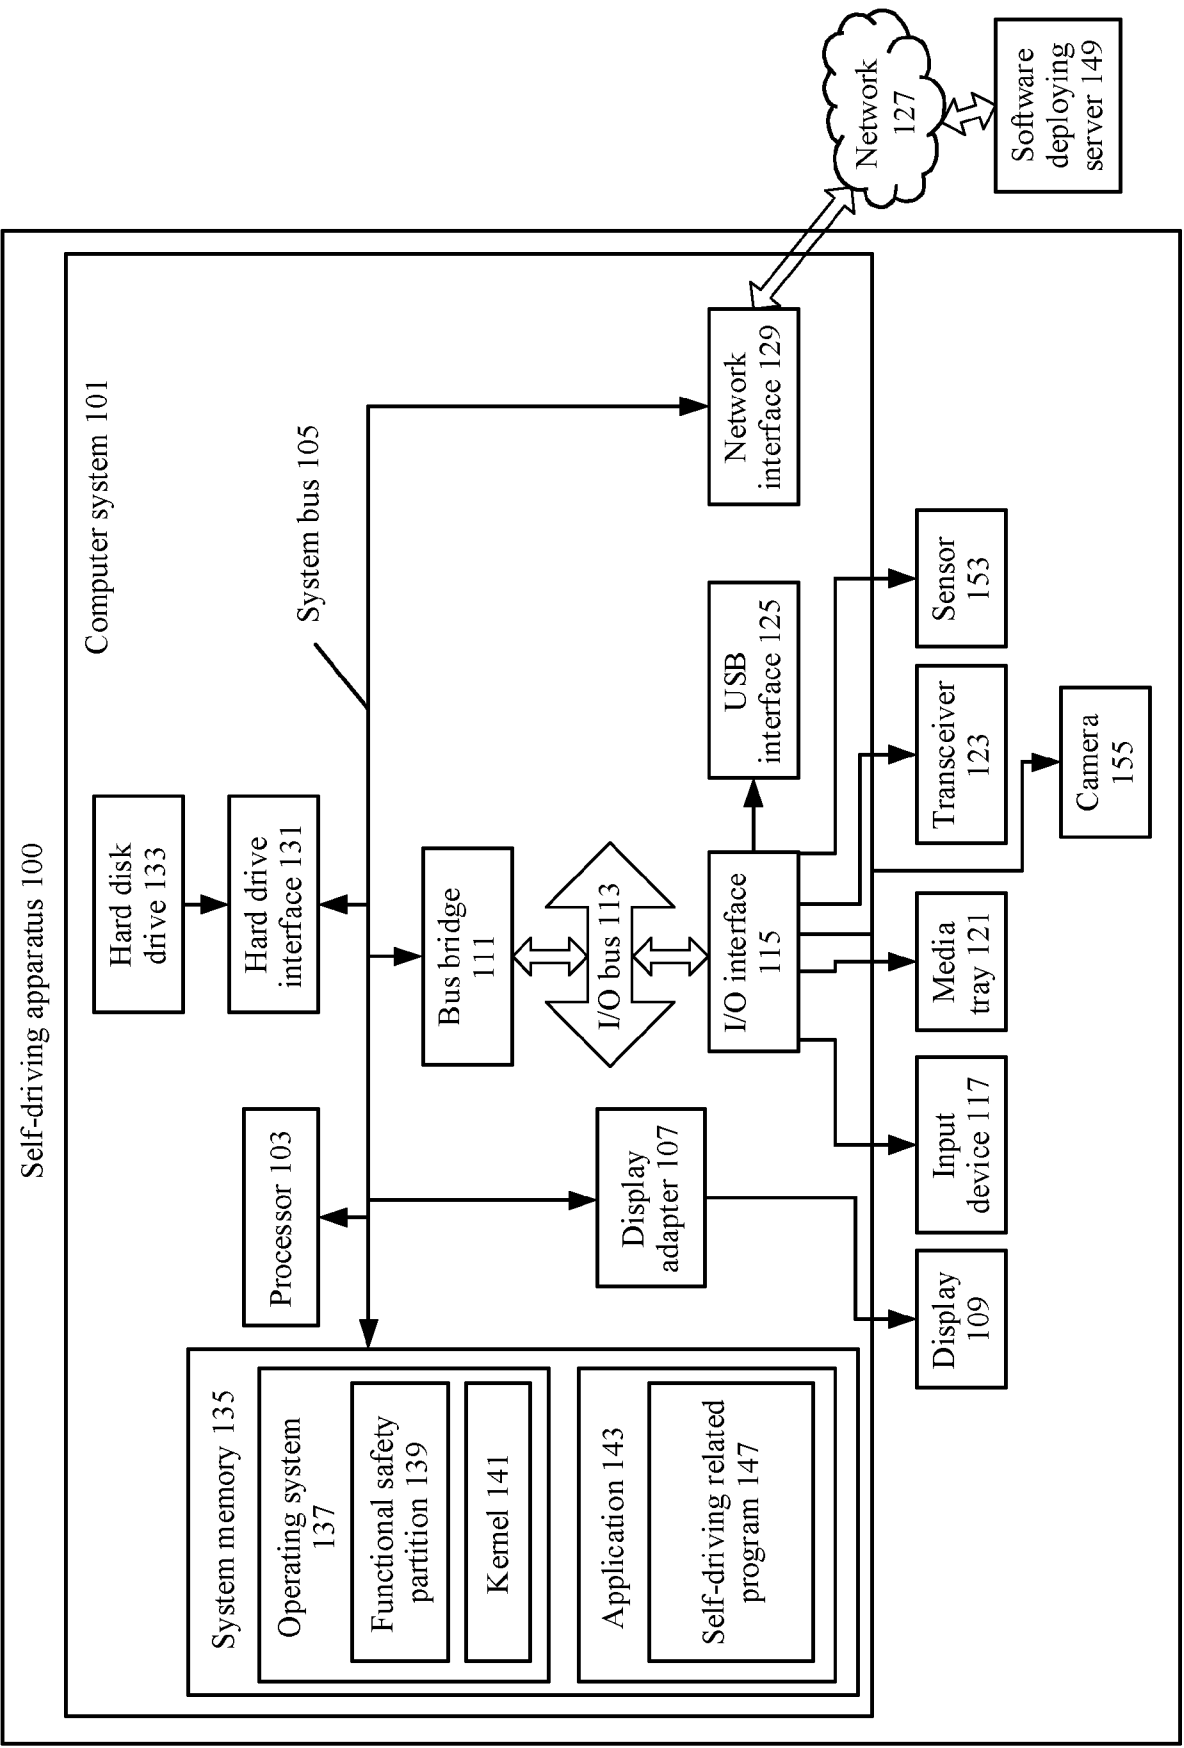 Self-driving apparatus 100
Computer system 101
Hard disk
drive 133
Hard drive
interface 131
System bus 105
Processor 103
System memory 135
Operating system
137
Functional safety
partition 139
Kernel 141
Application 143
Self-driving related
program 147
Bus bridge
111
I/O bus 113
Display
adapter 107
I/O interface
115
USB
interface 125
Network
interface 129
Network
127
Software
deploying
server 149
Display
109
Input
device 117
Media
tray 121
Transceiver
123
Sensor
153
Camera
155